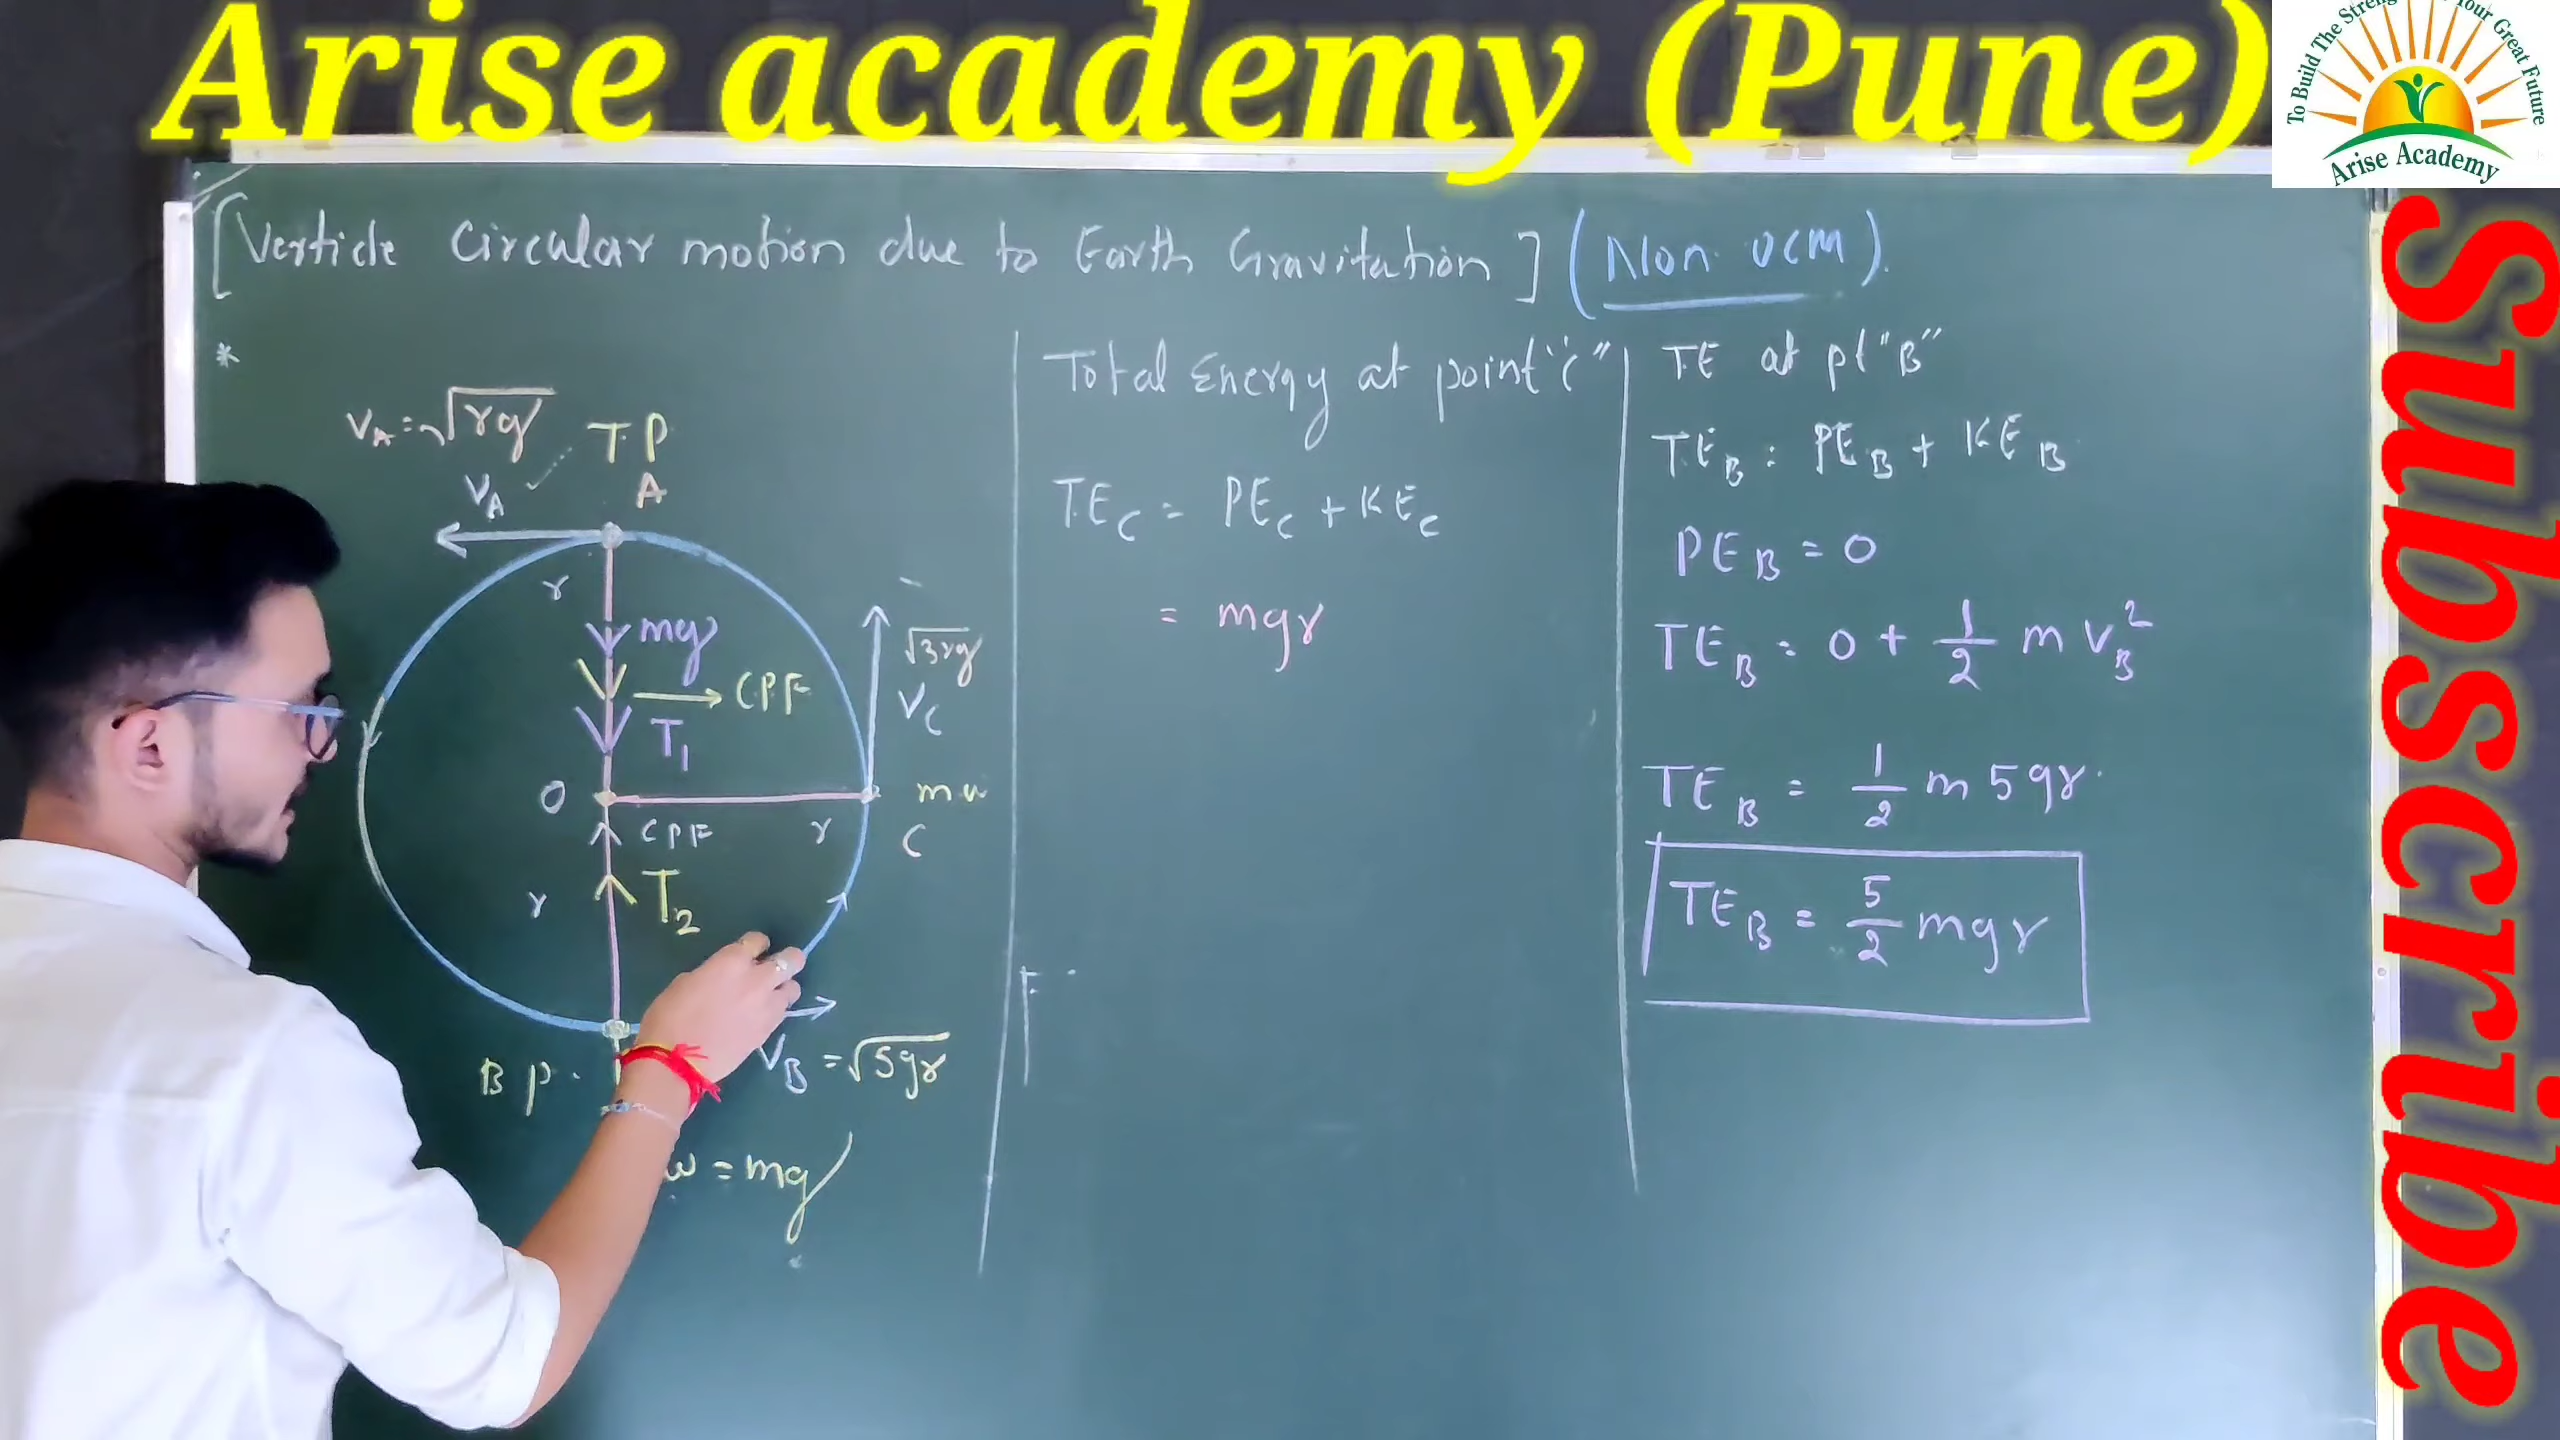 Arise academy (Pune)
To Build The Streng Your Great Future
Arise Academy
Subscribe
[Verticle Circular motion due to Earth Gravitation] (Non UCM).
*
VA = √rg
T.P
VA
A
r
mg
CPF
T1
√3rg
VC
O
CPF
r
C
r
T2
B p.
VB = √5gr
w = mg
Total Energy at point "C"
TEC = PEC + KEC
= mgr
TE at pt "B"
TEB = PEB + KEB
PEB = 0
TEB = 0 + 1/2 m VB²
TEB = 1/2 m 5gr.
TEB = 5/2 mgr